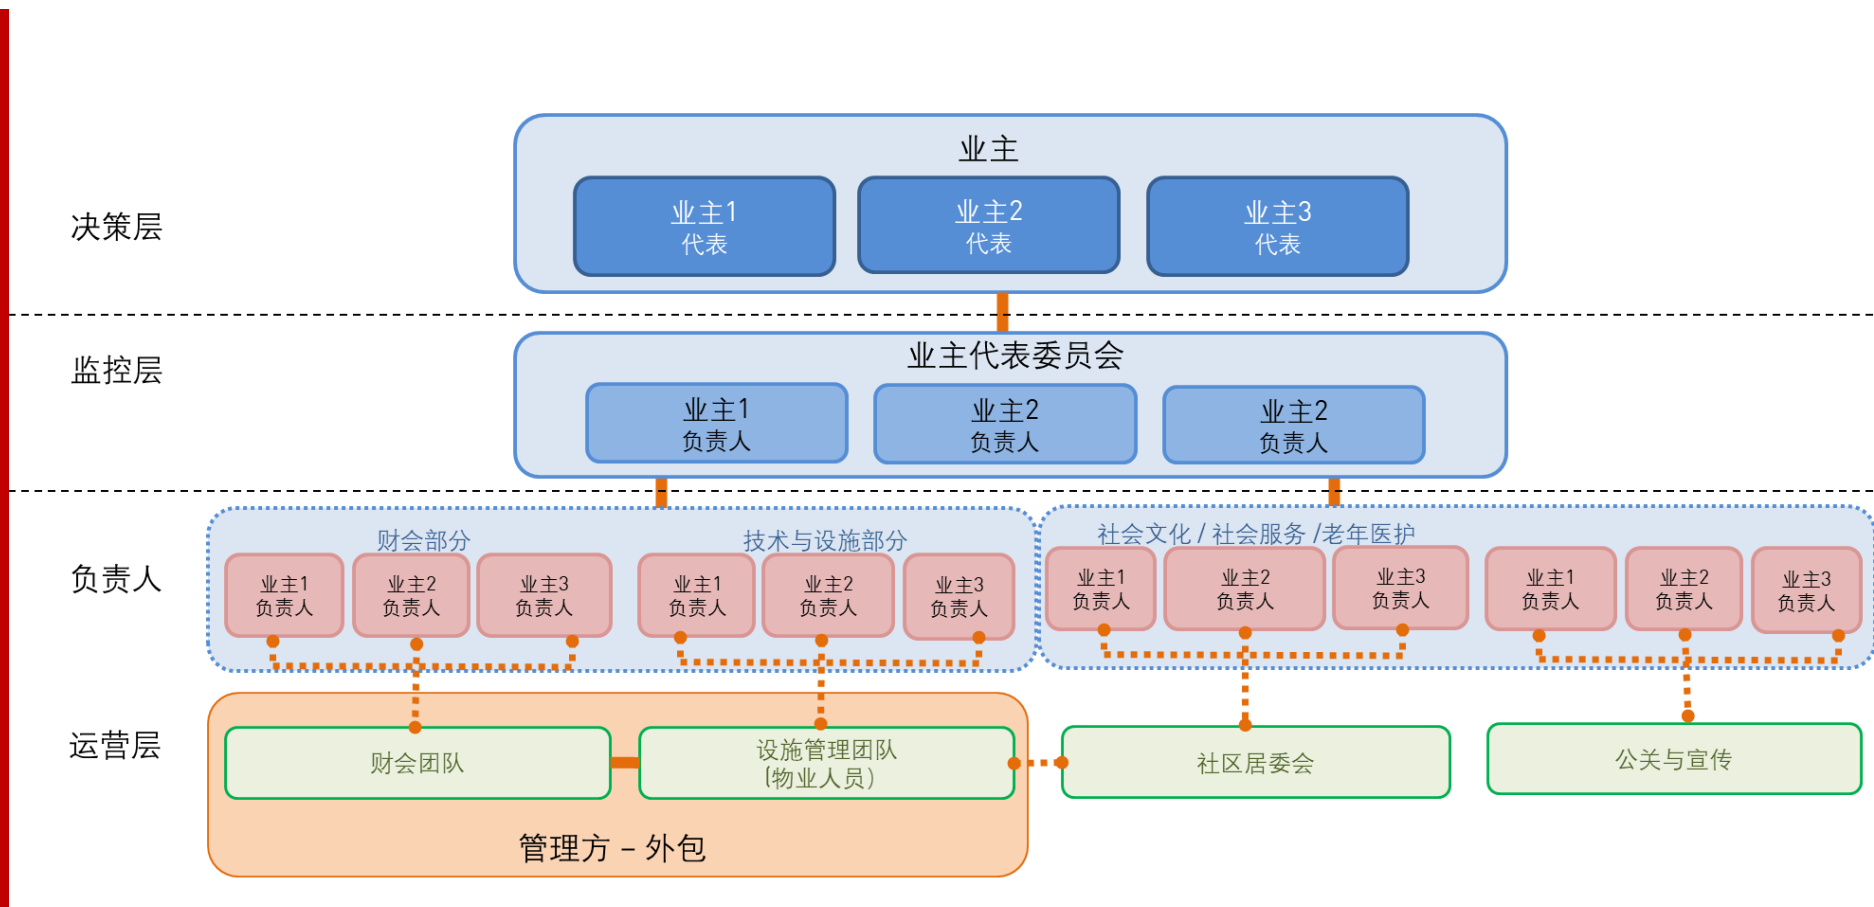 业主
决策层
业主1
代表
业主2
代表
业主3
代表
监控层
业主代表委员会
业主1
负责人
业主2
负责人
业主2
负责人
负责人
财会部分
业主1
负责人
业主2
负责人
业主3
负责人
技术与设施部分
业主1
负责人
业主2
负责人
业主3
负责人
社会文化 / 社会服务 /老年医护
业主1
负责人
业主2
负责人
业主3
负责人
业主1
负责人
业主2
负责人
业主3
负责人
运营层
财会团队
设施管理团队
(物业人员)
社区居委会
公关与宣传
管理方 – 外包